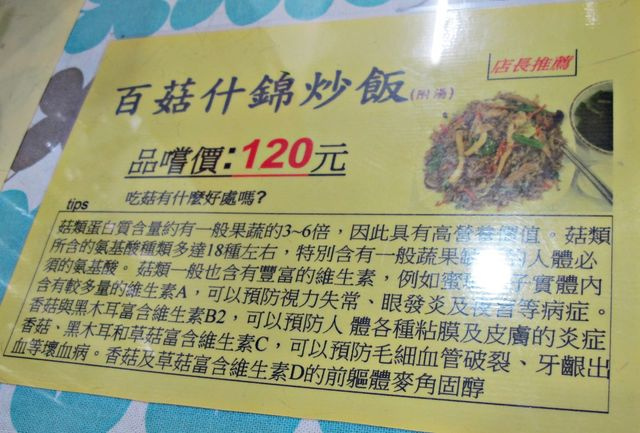 店長推薦
百菇什錦炒飯(附湯)
品嚐價:120元
tips 吃菇有什麼好處嗎?
菇類蛋白質含量約有一般果蔬的3~6倍，因此具有高營養價值。菇類
所含的氨基酸種類多達18種左右，特別含有一般蔬果 的人體必
須的氨基酸。菇類一般也含有豐富的維生素，例如蜜 子實體內
含有較多量的維生素A，可以預防視力失常、眼發炎及夜盲等病症。
香菇與黑木耳富含維生素B2，可以預防人體各種粘膜及皮膚的炎症
香菇、黑木耳和草菇富含維生素C，可以預防毛細血管破裂、牙齦出
血等壞血病。香菇及草菇富含維生素D的前軀體麥角固醇